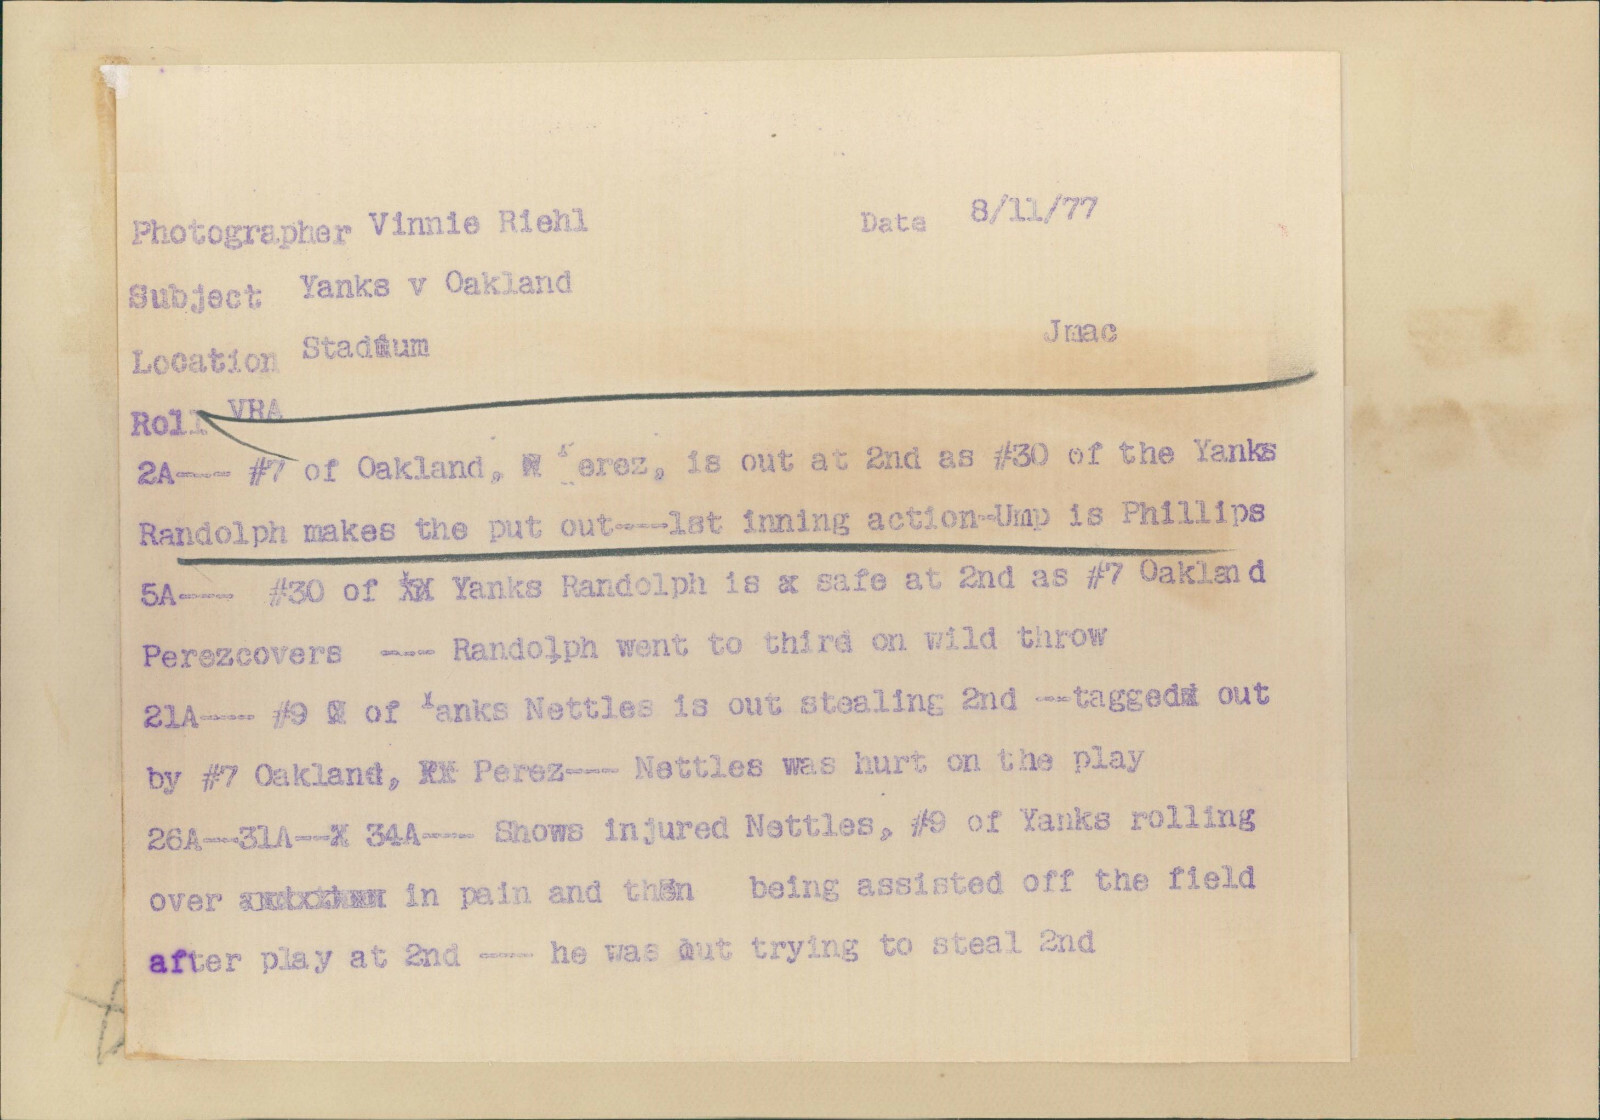 Photographer Vinnie Riehl Date 8/11/77
Subject Yanks v Oakland
Location Stadium Jmac
Roll VRA
2A---- #7 of Oakland, Perez, is out at 2nd as #30 of the Yanks
Randolph makes the put out----1st inning action--Ump is Phillips
5A---- #30 of Yanks Randolph is x safe at 2nd as #7 Oakland
Perezcovers --- Randolph went to third on wild throw
21A---- #9 of Yanks Nettles is out stealing 2nd ---tagged out
by #7 Oakland, Perez--- Nettles was hurt on the play
26A---31A--X 34A---- Shows injured Nettles, #9 of Yanks rolling
over in pain and then being assisted off the field
after play at 2nd ---- he was out trying to steal 2nd